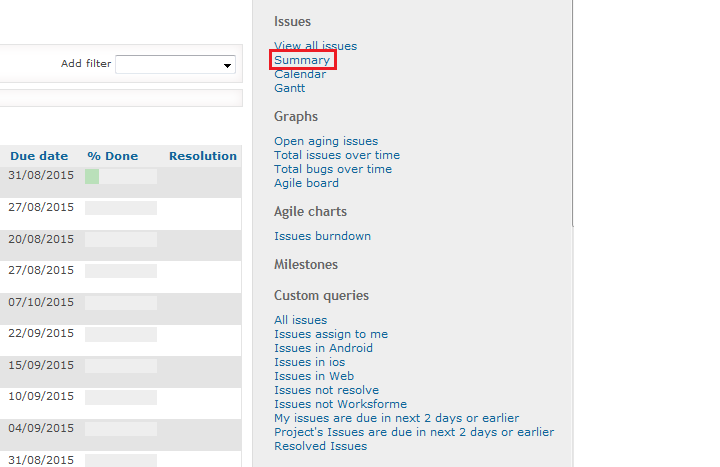 Add filter
Due date % Done Resolution
31/08/2015
27/08/2015
20/08/2015
27/08/2015
07/10/2015
22/09/2015
15/09/2015
10/09/2015
04/09/2015
31/08/2015
Issues
View all issues
Summary
Calendar
Gantt
Graphs
Open aging issues
Total issues over time
Total bugs over time
Agile board
Agile charts
Issues burndown
Milestones
Custom queries
All issues
Issues assign to me
Issues in Android
Issues in ios
Issues in Web
Issues not resolve
Issues not Worksforme
My issues are due in next 2 days or earlier
Project's Issues are due in next 2 days or earlier
Resolved Issues